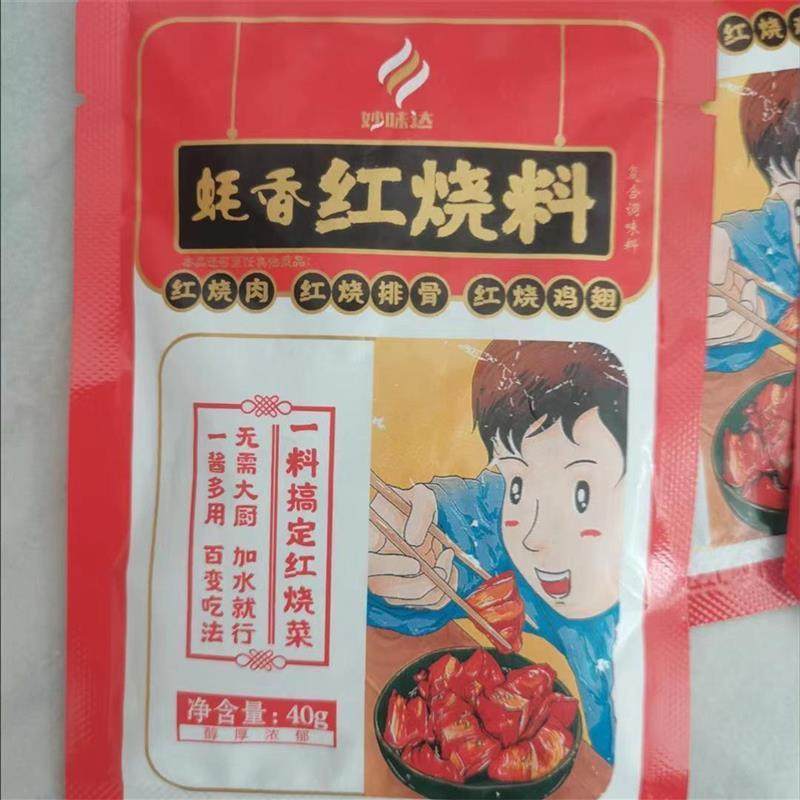 妙味达
蚝香红烧料
复合调味料
红烧肉 红烧排骨 红烧鸡翅
一料搞定红烧菜
无需大厨 加水就行
一酱多用 百变吃法
净含量:40g
醇厚浓郁
红烧